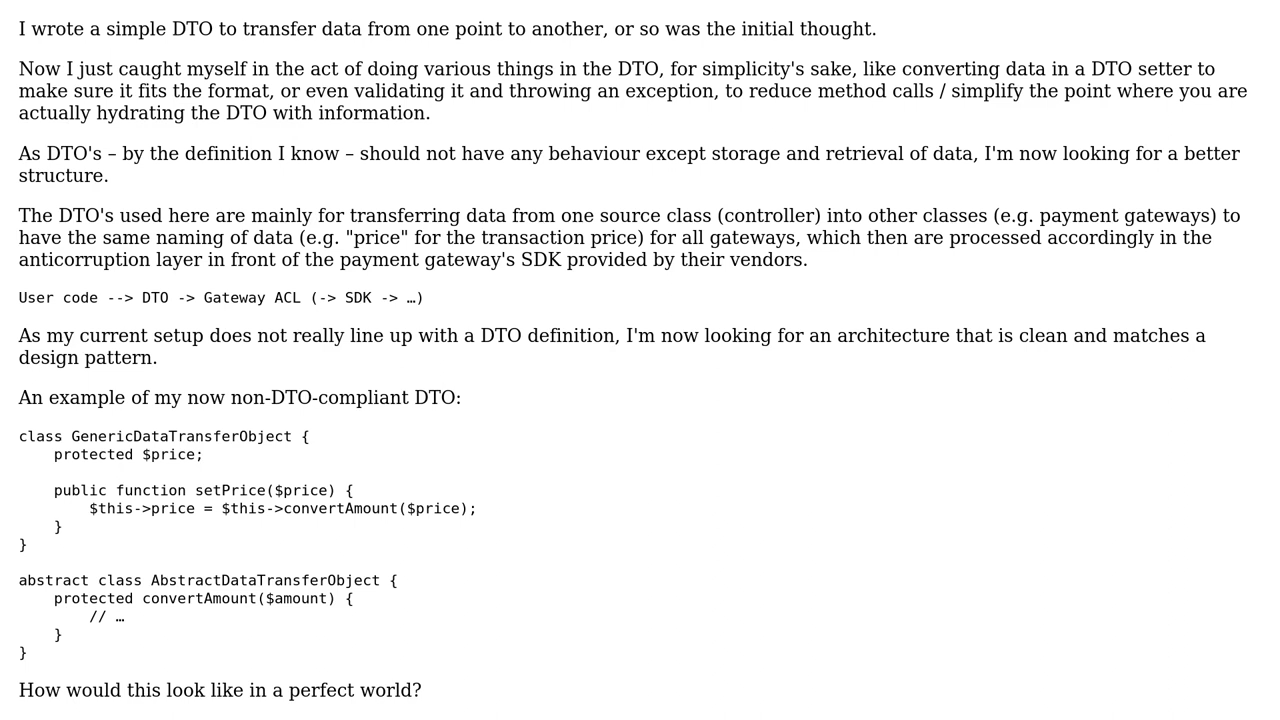 I wrote a simple DTO to transfer data from one point to another, or so was the initial thought.
Now I just caught myself in the act of doing various things in the DTO, for simplicity's sake, like converting data in a DTO setter to
make sure it fits the format, or even validating it and throwing an exception, to reduce method calls / simplify the point where you are
actually hydrating the DTO with information.
As DTO's – by the definition I know – should not have any behaviour except storage and retrieval of data, I'm now looking for a better
structure.
The DTO's used here are mainly for transferring data from one source class (controller) into other classes (e.g. payment gateways) to
have the same naming of data (e.g. "price" for the transaction price) for all gateways, which then are processed accordingly in the
anticorruption layer in front of the payment gateway's SDK provided by their vendors.
User code --> DTO -> Gateway ACL (-> SDK -> …)
As my current setup does not really line up with a DTO definition, I'm now looking for an architecture that is clean and matches a
design pattern.
An example of my now non-DTO-compliant DTO:
class GenericDataTransferObject {
    protected $price;
    public function setPrice($price) {
        $this->price = $this->convertAmount($price);
    }
}
abstract class AbstractDataTransferObject {
    protected convertAmount($amount) {
        // …
    }
}
How would this look like in a perfect world?